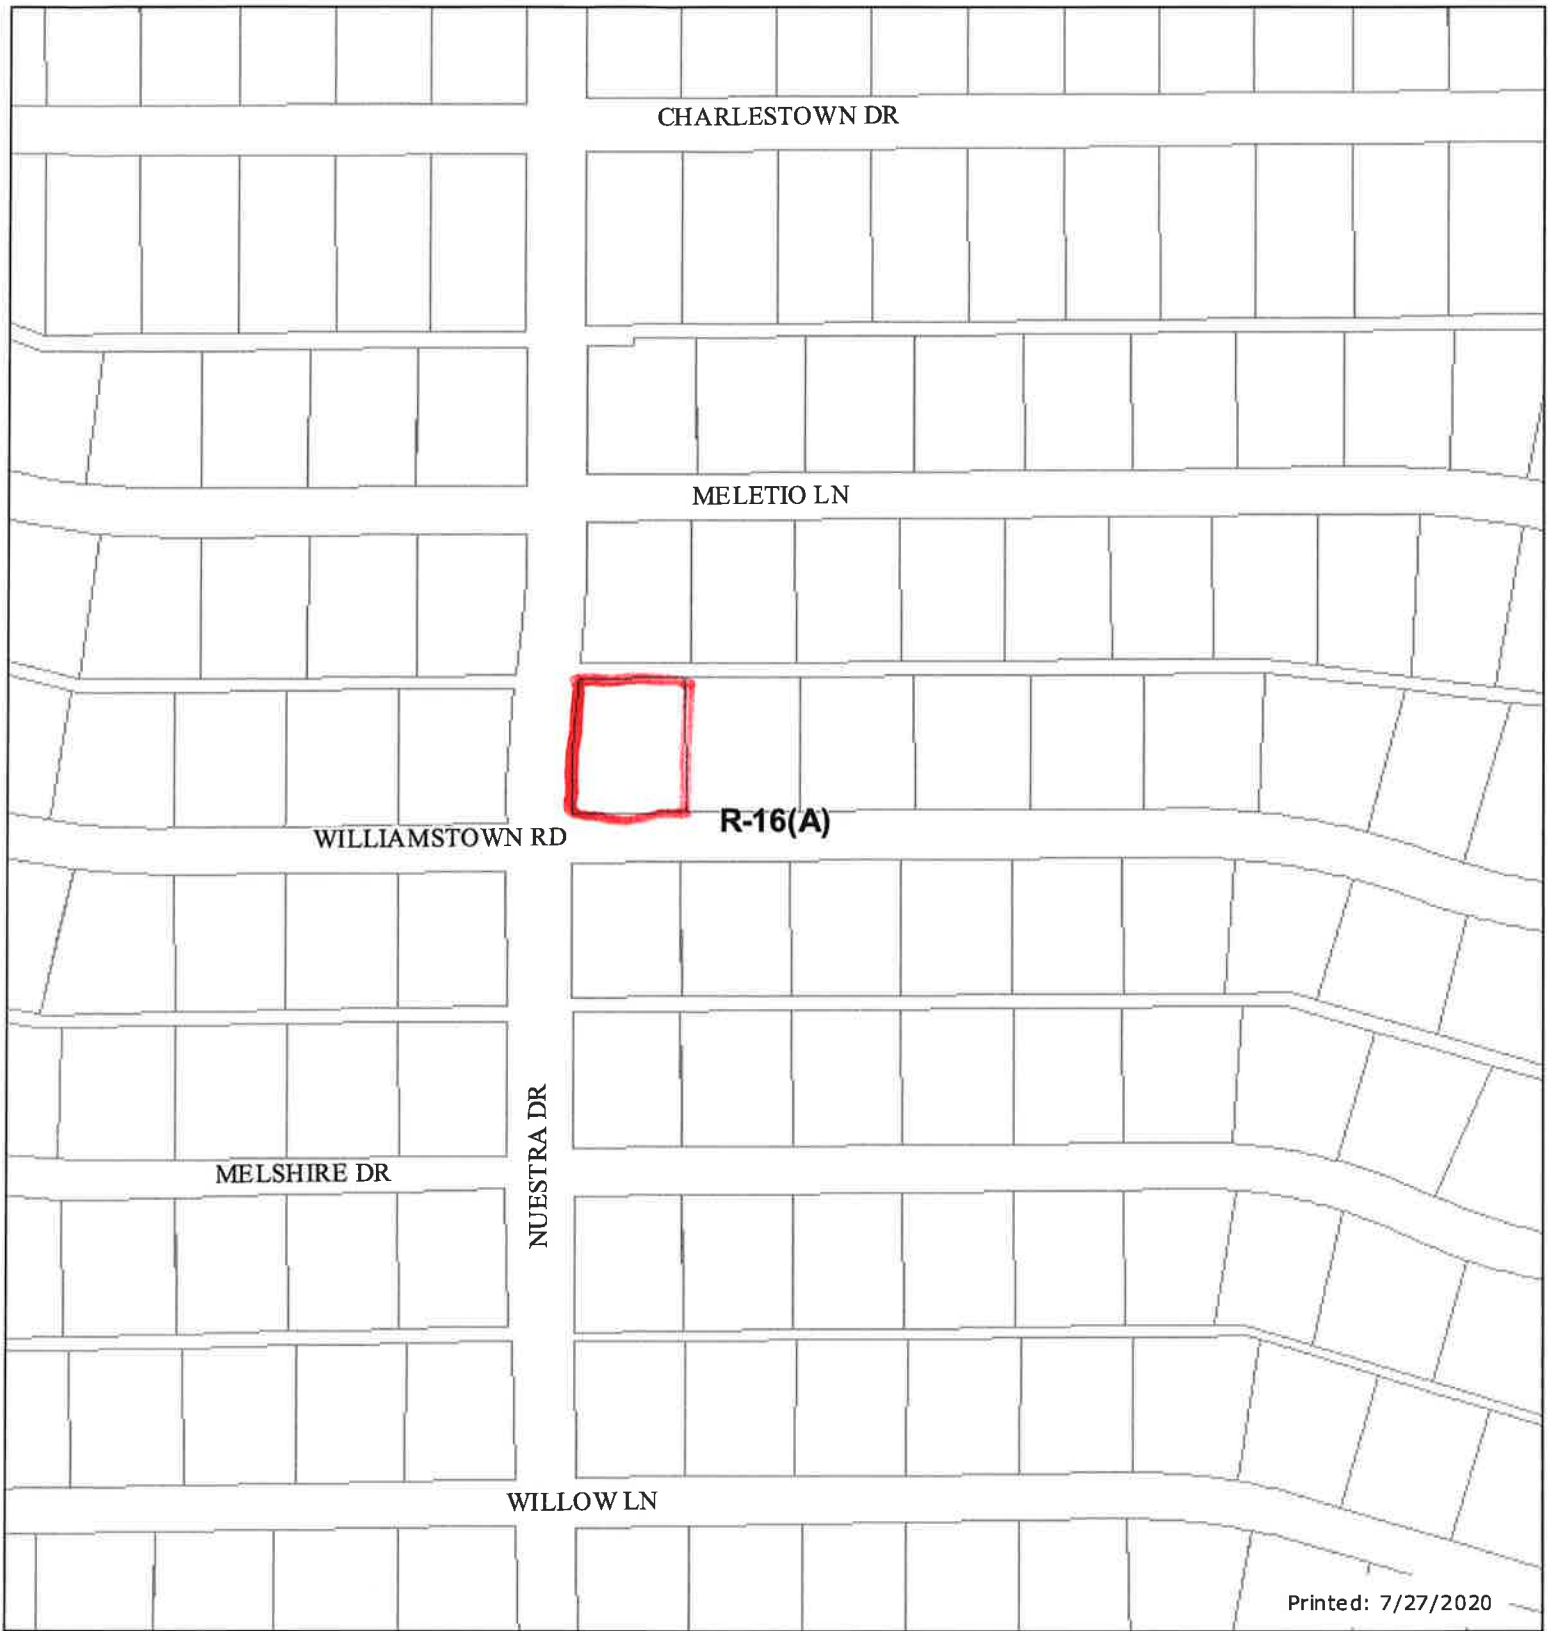 CHARLESTOWN DR
MELETIO LN
R-16(A)
WILLIAMSTOWN RD
NUESTRA DR
MELSHIRE DR
WILLOW LN
Printed: 7/27/2020